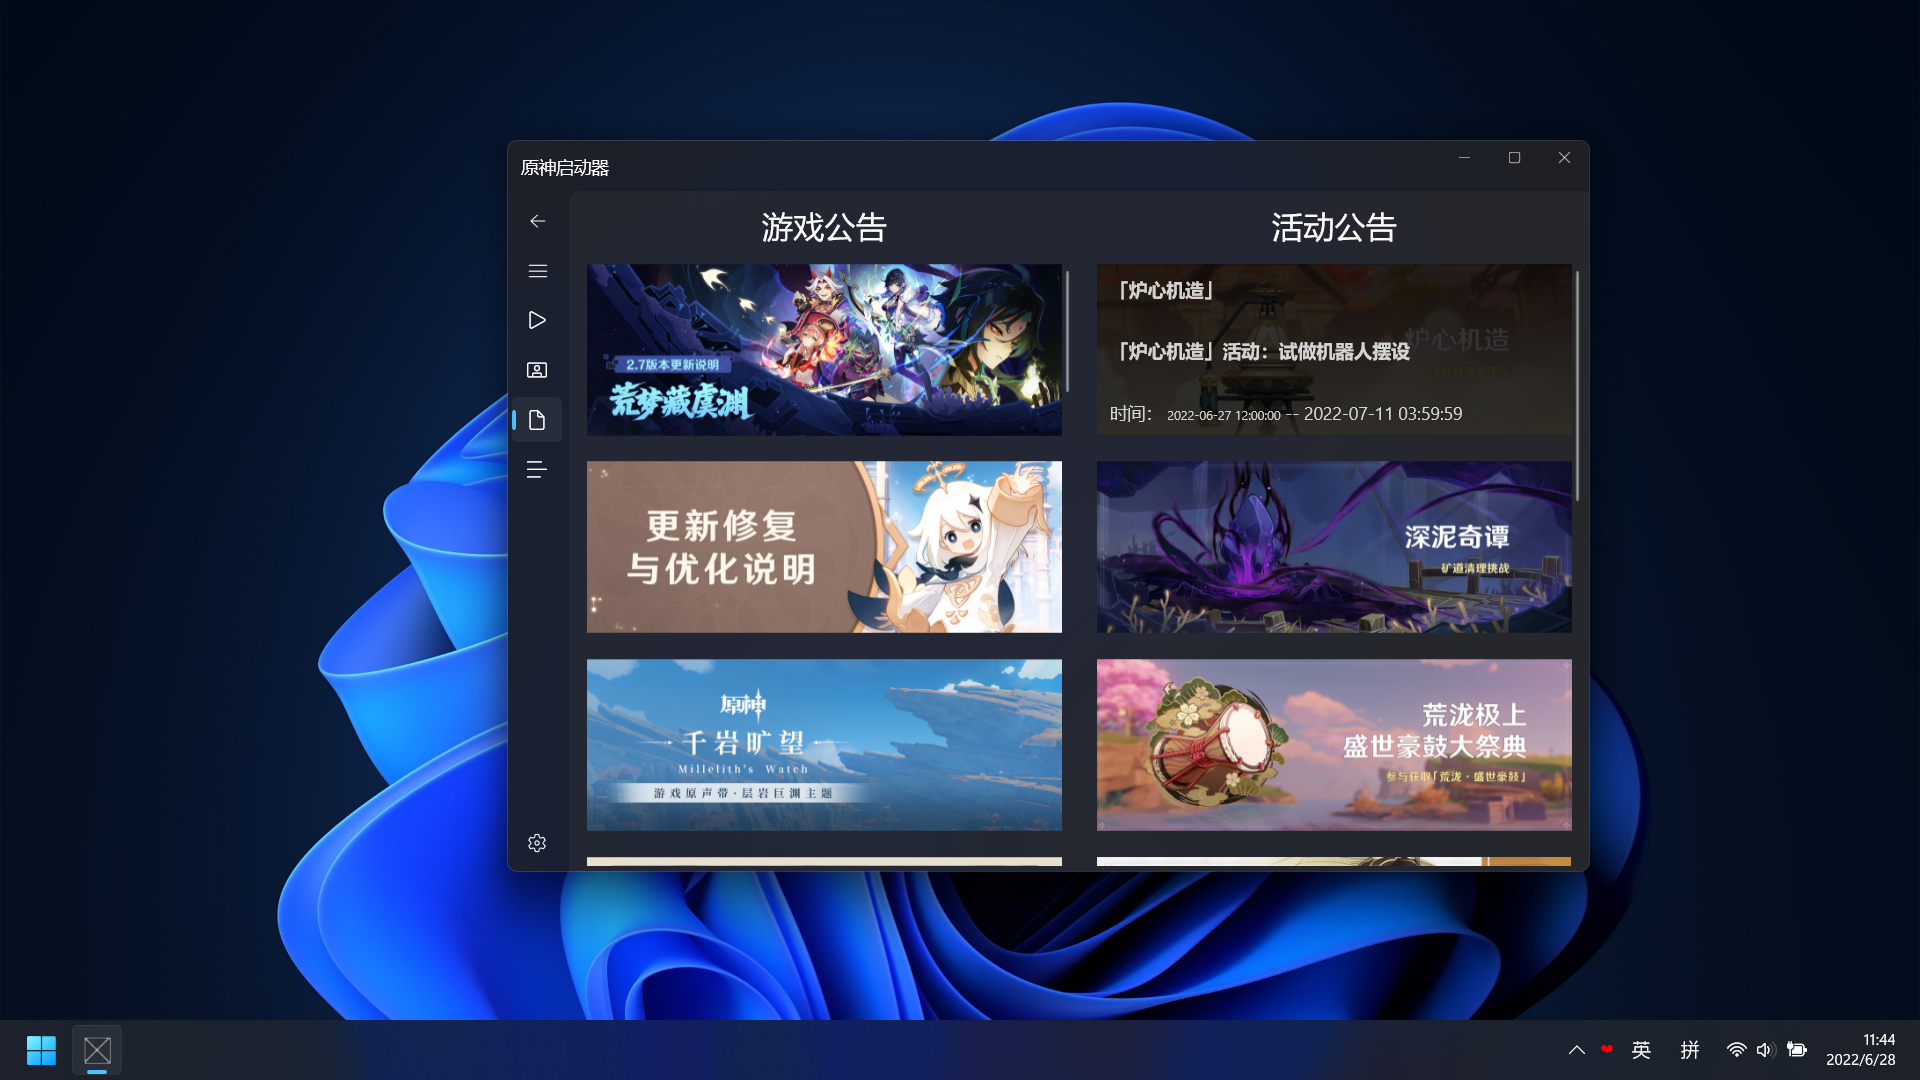 原神启动器
游戏公告
2.7版本更新说明
荒梦藏虞渊
更新修复
与优化说明
原神
千岩旷望
Millelith's Watch
游戏原声带·层岩巨渊主题
活动公告
「炉心机造」
炉心机造
「炉心机造」活动：试做机器人摆设
时间： 2022-06-27 12:00:00 -- 2022-07-11 03:59:59
深泥奇谭
矿道清理挑战
荒泷极上
盛世豪鼓大祭典
参与获取「荒泷·盛世豪鼓」
英
拼
11:44
2022/6/28